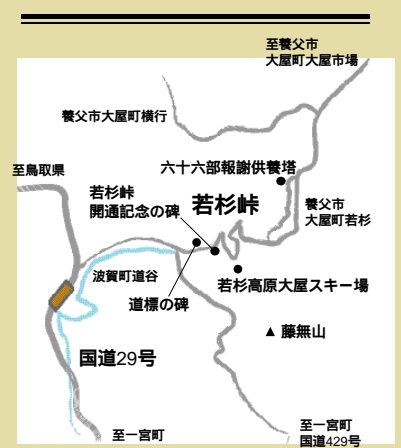 至養父市
大屋町大屋市場
養父市大屋町横行
六十六部報謝供養塔
至鳥取県
若杉峠
開通記念の碑
若杉峠
養父市
大屋町若杉
波賀町道谷
若杉高原大屋スキー場
道標の碑
▲ 藤無山
国道29号
至一宮町
至一宮町
国道429号